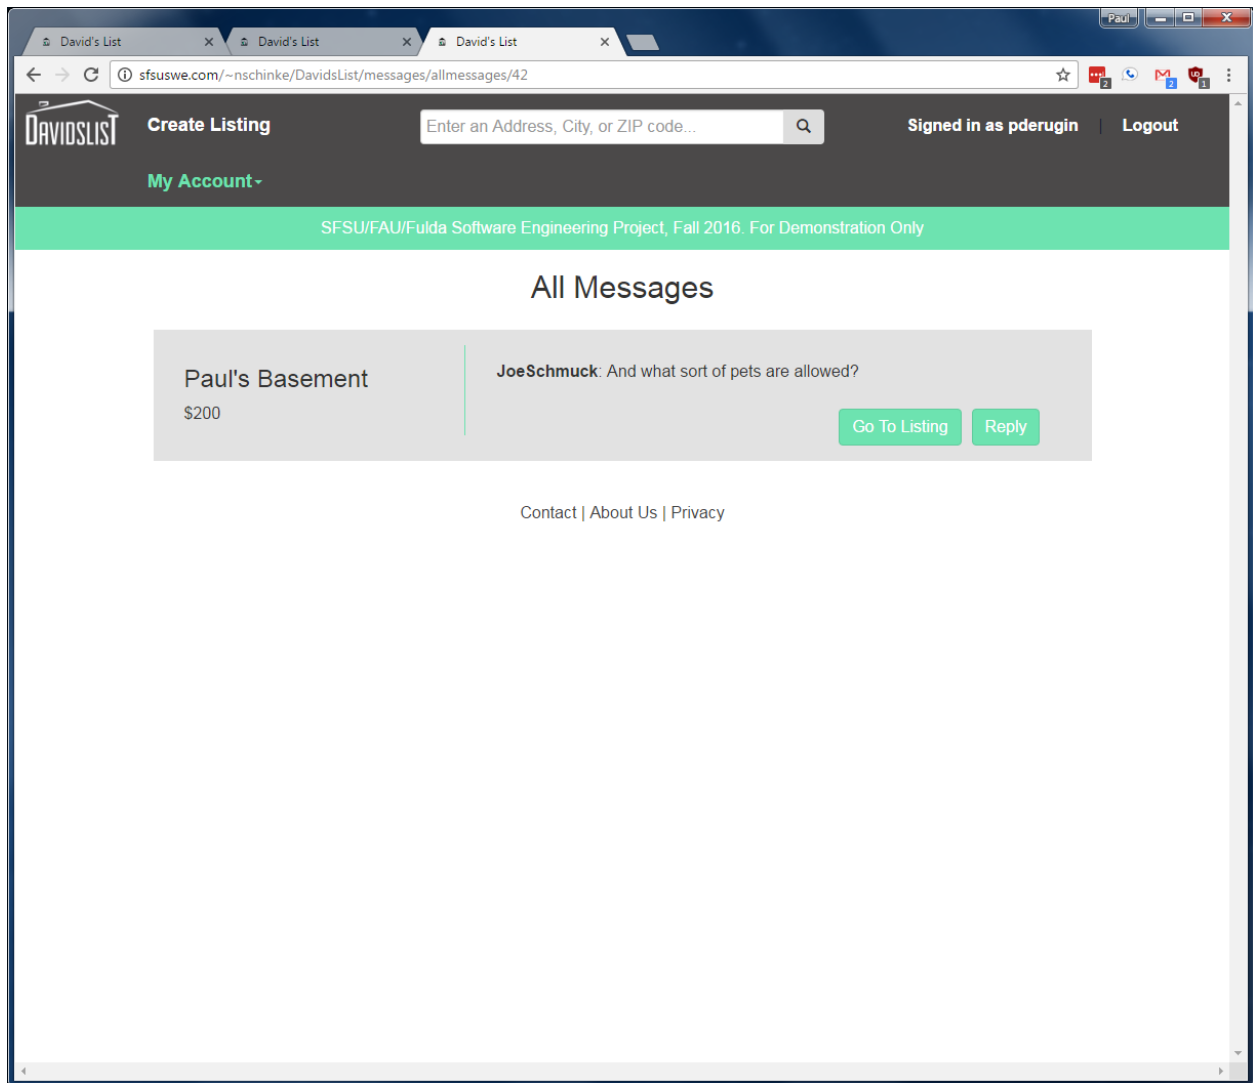 Paul
David's List David's List David's List
sfsuswe.com/~nschinke/DavidsList/messages/allmessages/42
2 2 1
DAVIDSLIST Create Listing Enter an Address, City, or ZIP code... Signed in as pderugin | Logout
My Account
SFSU/FAU/Fulda Software Engineering Project, Fall 2016. For Demonstration Only
All Messages
Paul's Basement
$200
JoeSchmuck: And what sort of pets are allowed?
Go To Listing Reply
Contact | About Us | Privacy